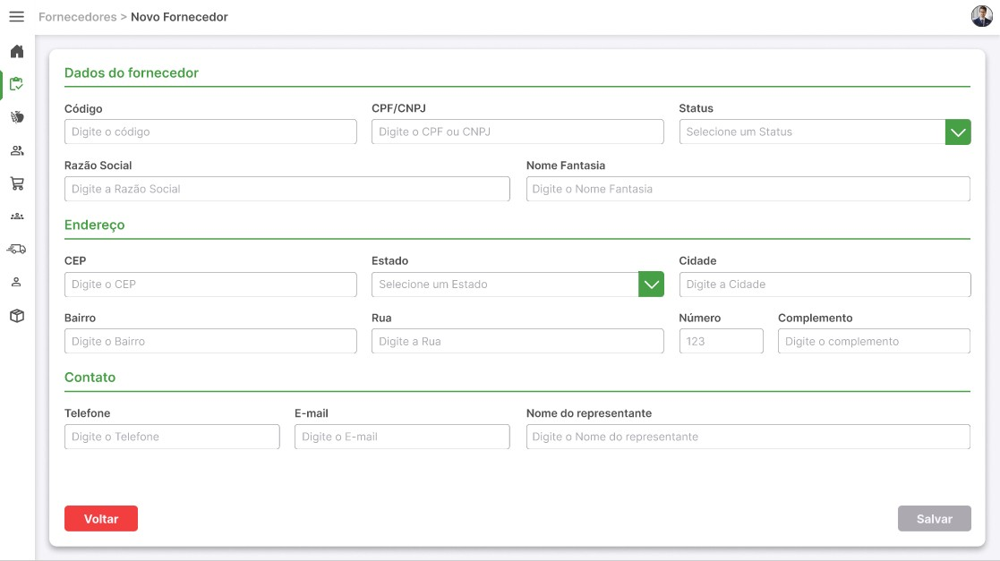 Fornecedores > Novo Fornecedor
Dados do fornecedor
Código CPF/CNPJ Status
Digite o código Digite o CPF ou CNPJ Selecione um Status
Razão Social Nome Fantasia
Digite a Razão Social Digite o Nome Fantasia
Endereço
CEP Estado Cidade
Digite o CEP Selecione um Estado Digite a Cidade
Bairro Rua Número Complemento
Digite o Bairro Digite a Rua 123 Digite o complemento
Contato
Telefone E-mail Nome do representante
Digite o Telefone Digite o E-mail Digite o Nome do representante
Voltar Salvar